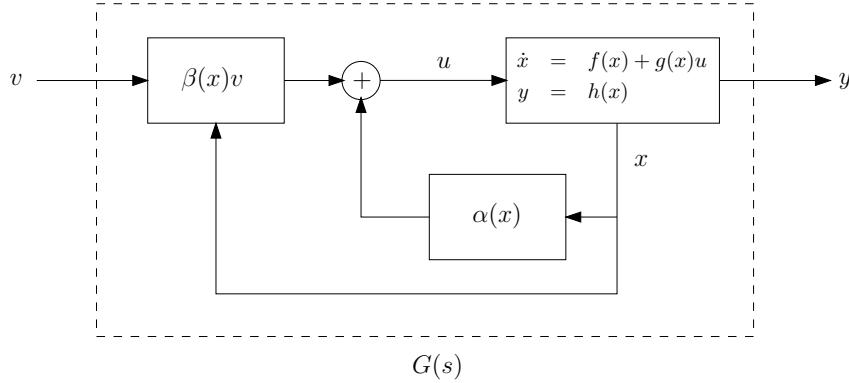 v
β(x)v
+
u
ẋ = f(x) + g(x)u
y = h(x)
y
x
α(x)
G(s)